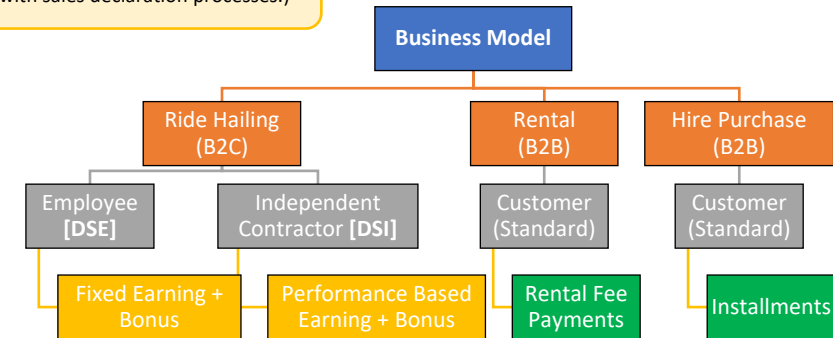 with sales declaration processes.)
Business Model
Ride Hailing
(B2C)
Rental
(B2B)
Hire Purchase
(B2B)
Employee
[DSE]
Independent
Contractor [DSI]
Customer
(Standard)
Customer
(Standard)
Fixed Earning +
Bonus
Performance Based
Earning + Bonus
Rental Fee
Payments
Installments